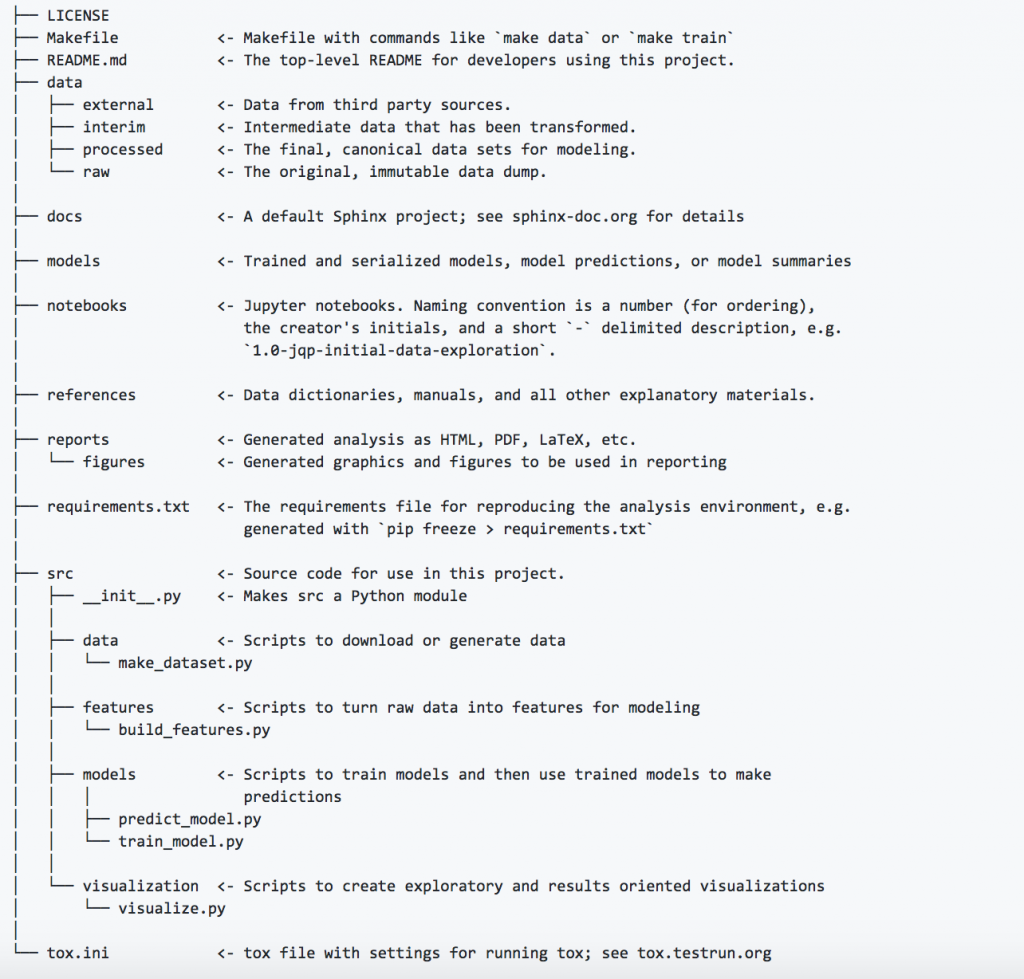 ├── LICENSE
├── Makefile           <- Makefile with commands like `make data` or `make train`
├── README.md          <- The top-level README for developers using this project.
├── data
│   ├── external       <- Data from third party sources.
│   ├── interim        <- Intermediate data that has been transformed.
│   ├── processed      <- The final, canonical data sets for modeling.
│   └── raw            <- The original, immutable data dump.
│
├── docs               <- A default Sphinx project; see sphinx-doc.org for details
│
├── models             <- Trained and serialized models, model predictions, or model summaries
│
├── notebooks          <- Jupyter notebooks. Naming convention is a number (for ordering),
│                         the creator's initials, and a short `-` delimited description, e.g.
│                         `1.0-jqp-initial-data-exploration`.
│
├── references         <- Data dictionaries, manuals, and all other explanatory materials.
│
├── reports            <- Generated analysis as HTML, PDF, LaTeX, etc.
│   └── figures        <- Generated graphics and figures to be used in reporting
│
├── requirements.txt   <- The requirements file for reproducing the analysis environment, e.g.
│                         generated with `pip freeze > requirements.txt`
│
├── src                <- Source code for use in this project.
│   ├── __init__.py    <- Makes src a Python module
│   │
│   ├── data           <- Scripts to download or generate data
│   │   └── make_dataset.py
│   │
│   ├── features       <- Scripts to turn raw data into features for modeling
│   │   └── build_features.py
│   │
│   ├── models         <- Scripts to train models and then use trained models to make
│   │   │                 predictions
│   │   ├── predict_model.py
│   │   └── train_model.py
│   │
│   └── visualization  <- Scripts to create exploratory and results oriented visualizations
│       └── visualize.py
│
└── tox.ini            <- tox file with settings for running tox; see tox.testrun.org